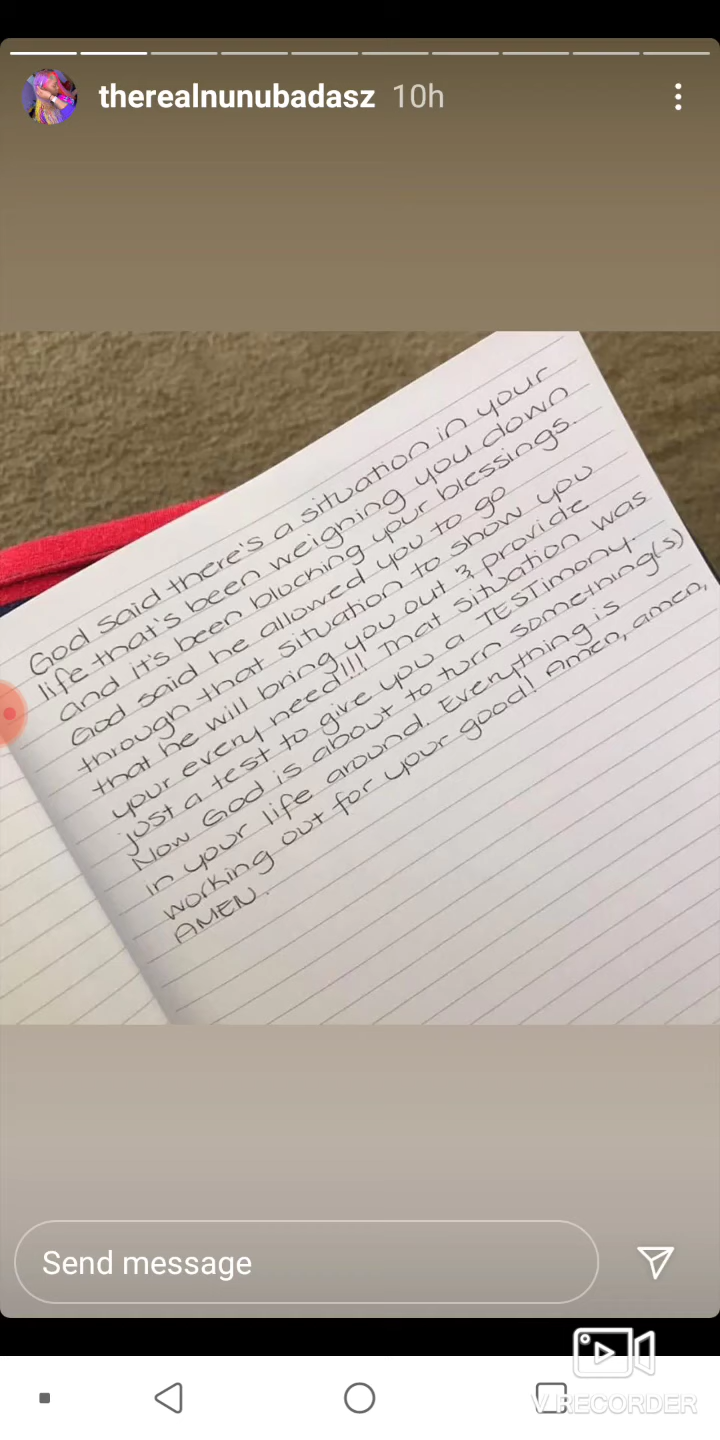 therealnunubadasz 10h
God said there's a situation in your
life that's been weighing you down
and it's been blocking your blessings.
God said he allowed you to go
through that situation to show you
that he will bring you out & provide
your every need!!! That situation was
just a test to give you a TESTimony.
Now God is about to turn something(s)
in your life around. Everything is
working out for your good! Amen, amen,
AMEN.
Send message
V.RECORDER